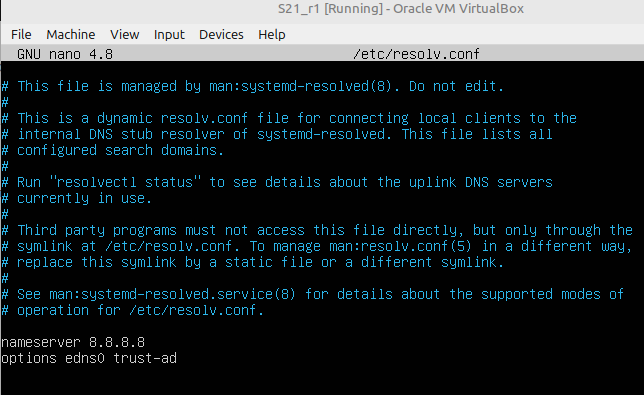 S21_r1 [Running] - Oracle VM VirtualBox
File Machine View Input Devices Help
GNU nano 4.8 /etc/resolv.conf
# This file is managed by man:systemd-resolved(8). Do not edit.
#
# This is a dynamic resolv.conf file for connecting local clients to the
# internal DNS stub resolver of systemd-resolved. This file lists all
# configured search domains.
#
# Run "resolvectl status" to see details about the uplink DNS servers
# currently in use.
#
# Third party programs must not access this file directly, but only through the
# symlink at /etc/resolv.conf. To manage man:resolv.conf(5) in a different way,
# replace this symlink by a static file or a different symlink.
#
# See man:systemd-resolved.service(8) for details about the supported modes of
# operation for /etc/resolv.conf.
nameserver 8.8.8.8
options edns0 trust-ad